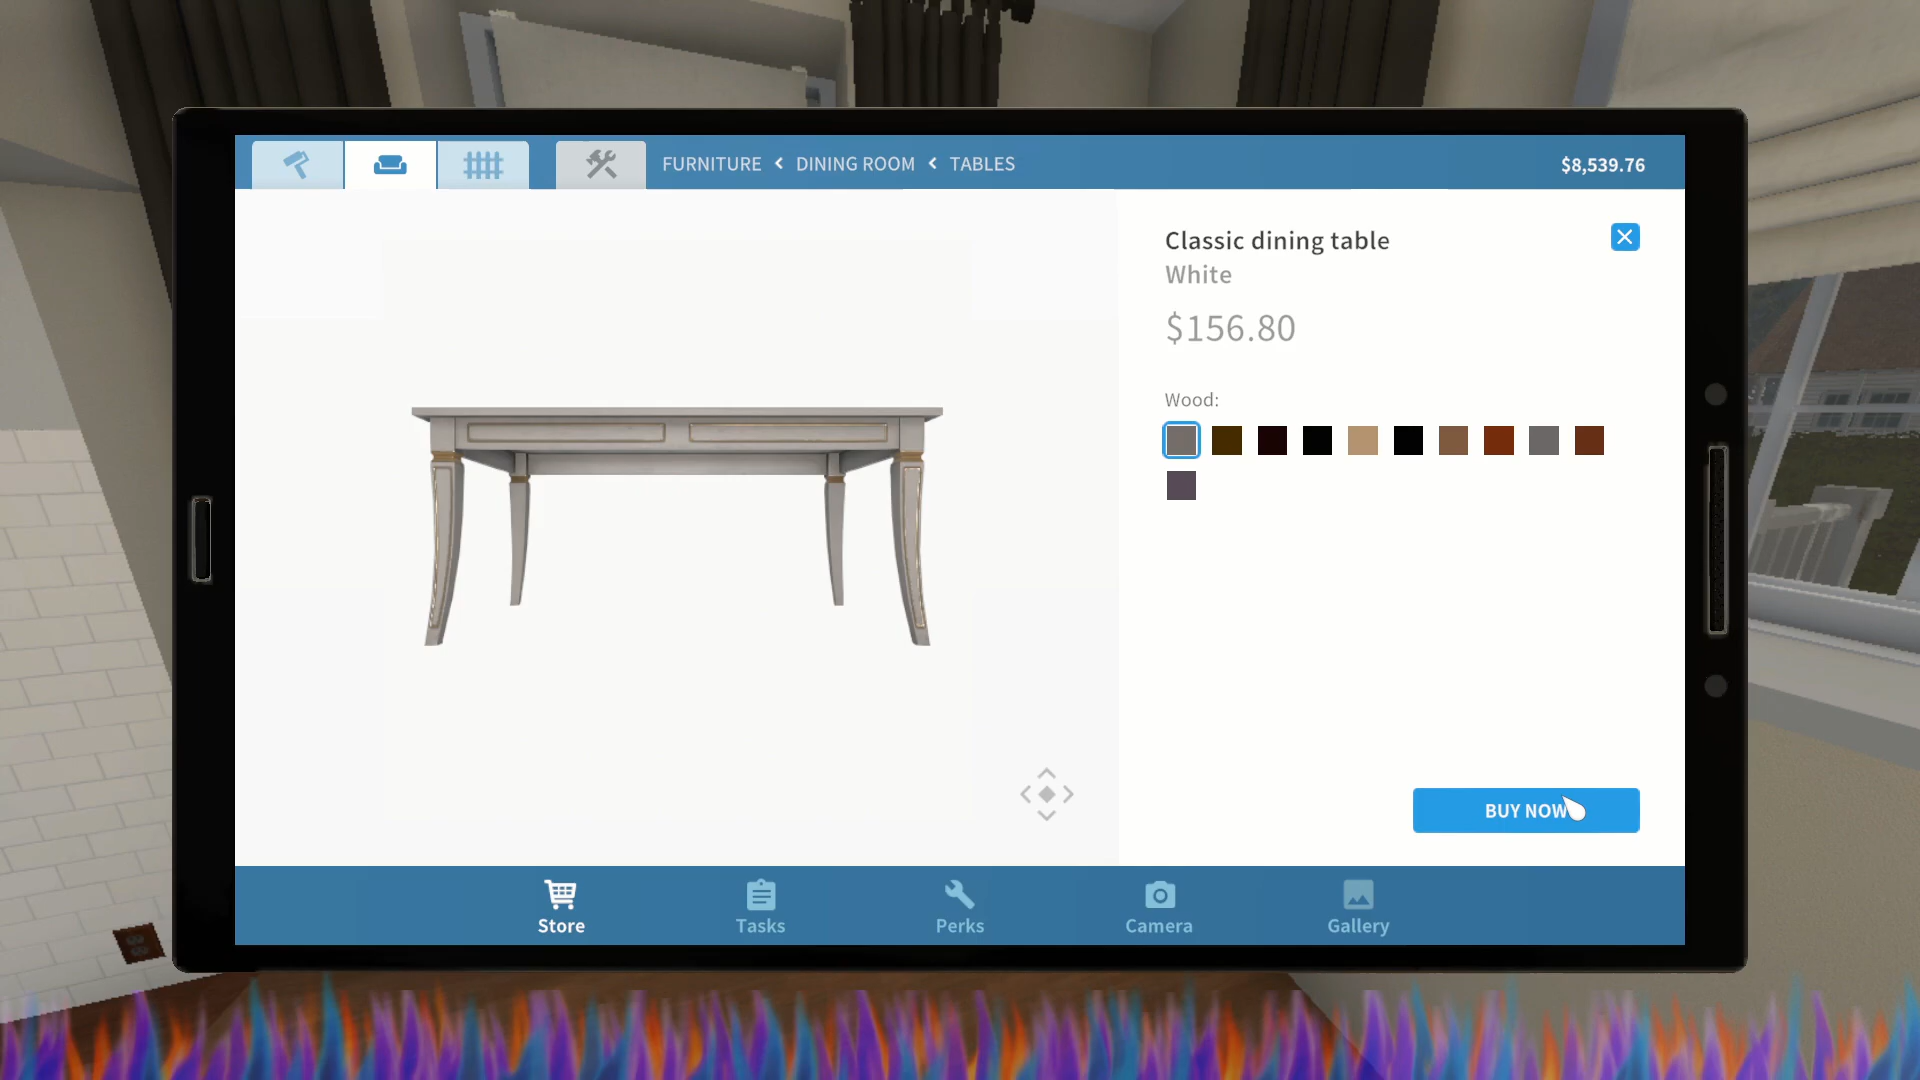 FURNITURE < DINING ROOM < TABLES
$8,539.76
Classic dining table
White
$156.80
Wood:
BUY NOW
Store
Tasks
Perks
Camera
Gallery